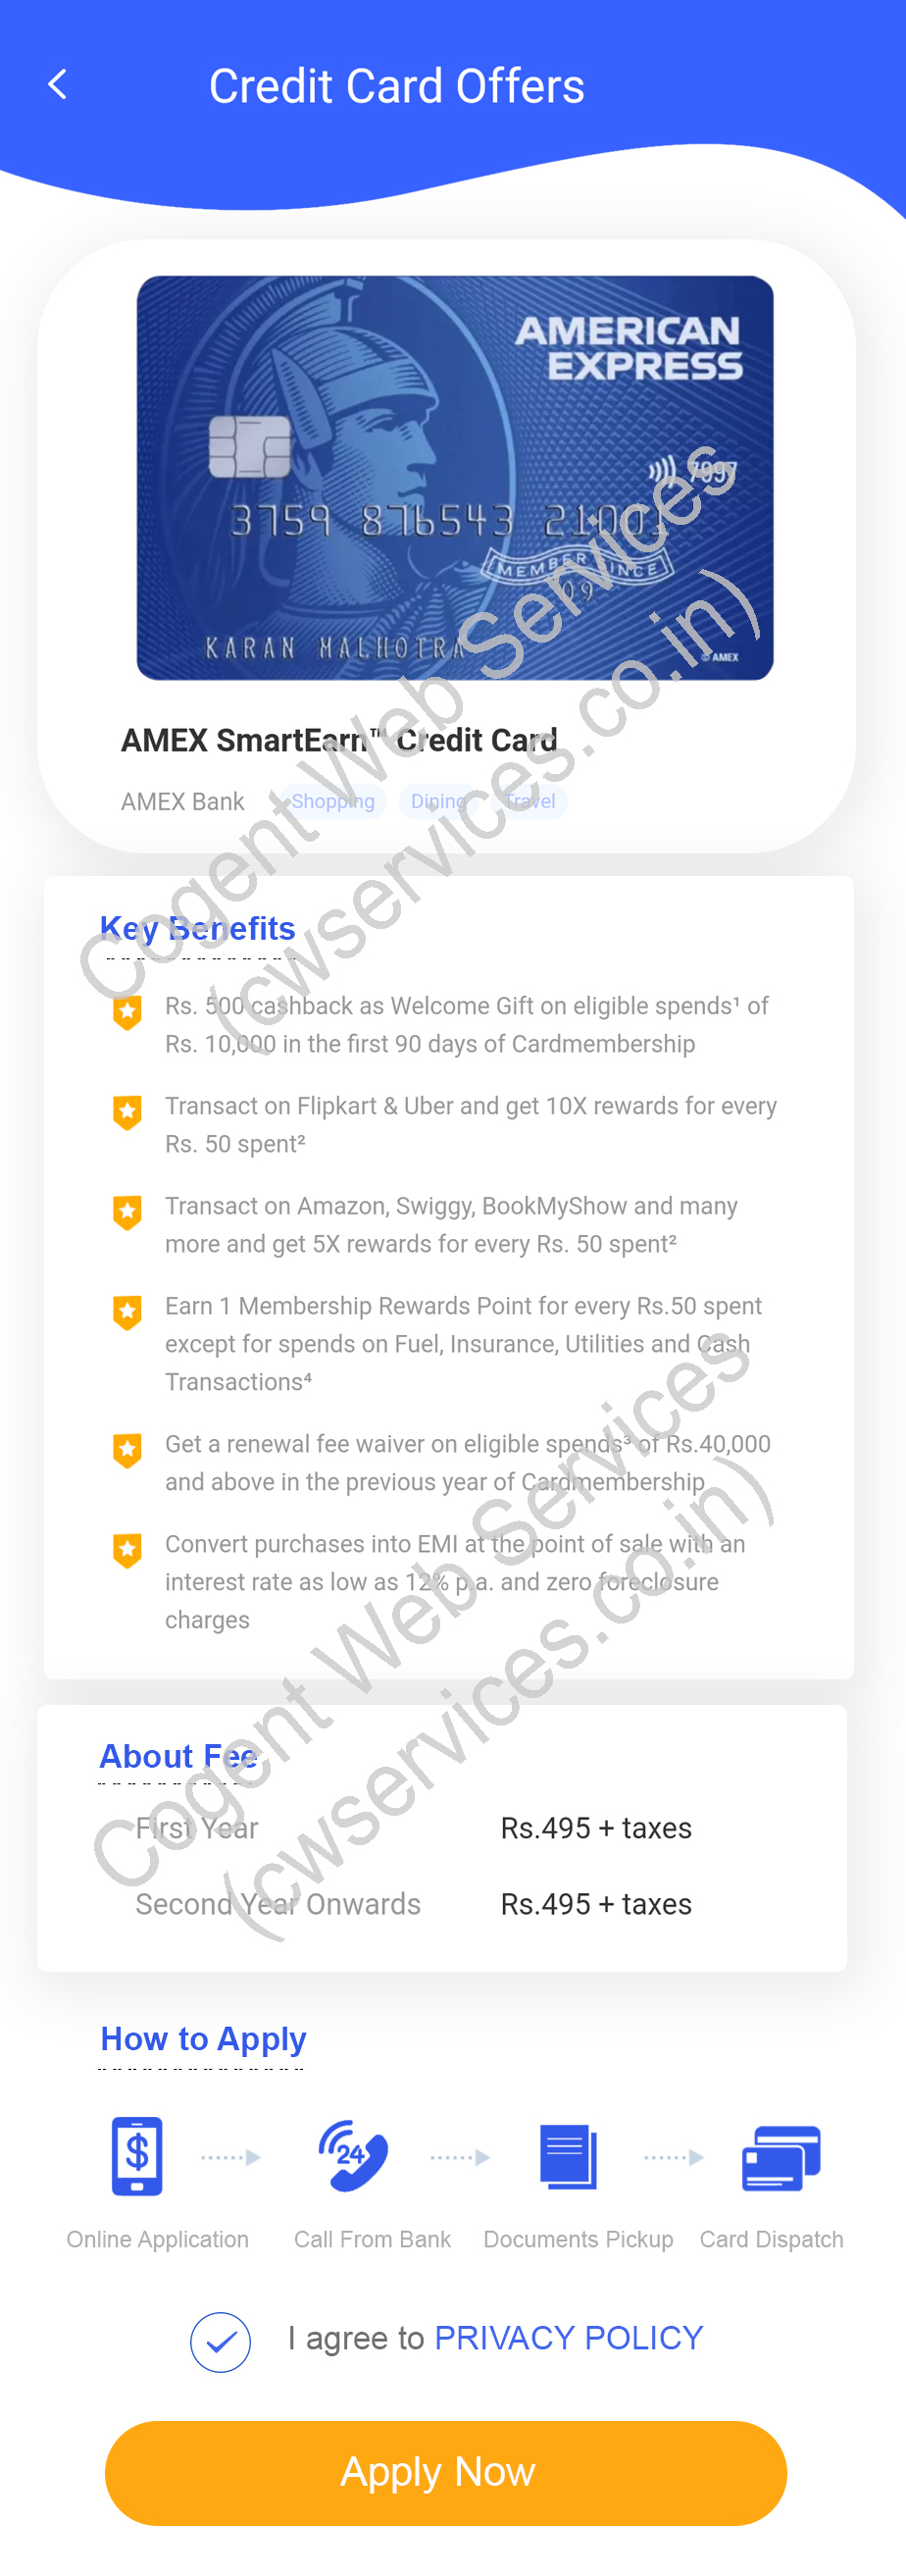 Credit Card Offers
AMERICAN
EXPRESS
7997
3759 876543 21001
MEMBER SINCE
09
KARAN MALHOTRA
© AMEX
AMEX SmartEarn™ Credit Card
AMEX Bank Shopping Dining Travel
Key Benefits
Rs. 500 cashback as Welcome Gift on eligible spends¹ of
Rs. 10,000 in the first 90 days of Cardmembership
Transact on Flipkart & Uber and get 10X rewards for every
Rs. 50 spent²
Transact on Amazon, Swiggy, BookMyShow and many
more and get 5X rewards for every Rs. 50 spent²
Earn 1 Membership Rewards Point for every Rs.50 spent
except for spends on Fuel, Insurance, Utilities and Cash
Transactions⁴
Get a renewal fee waiver on eligible spends³ of Rs.40,000
and above in the previous year of Cardmembership
Convert purchases into EMI at the point of sale with an
interest rate as low as 12% p.a. and zero foreclosure
charges
About Fee
First Year Rs.495 + taxes
Second Year Onwards Rs.495 + taxes
How to Apply
$
24
Online Application Call From Bank Documents Pickup Card Dispatch
I agree to PRIVACY POLICY
Apply Now
Cogent Web Services
(cwservices.co.in)
Cogent Web Services
(cwservices.co.in)